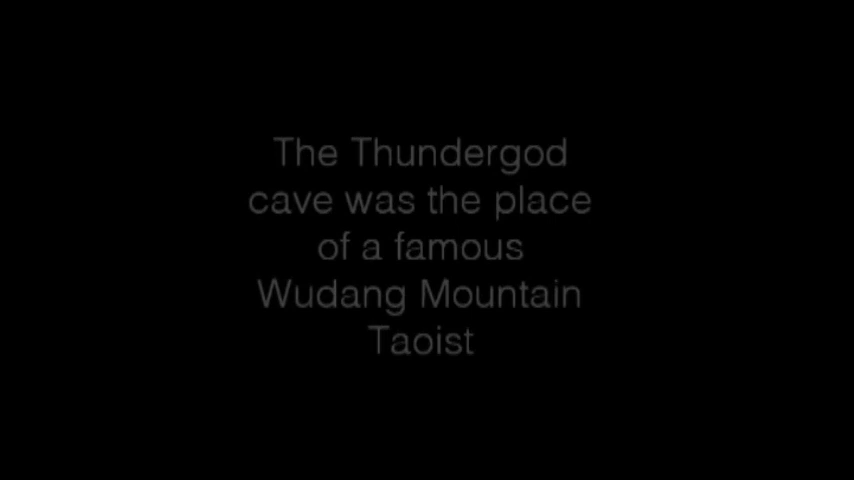 The Thundergod
cave was the place
of a famous
Wudang Mountain
Taoist